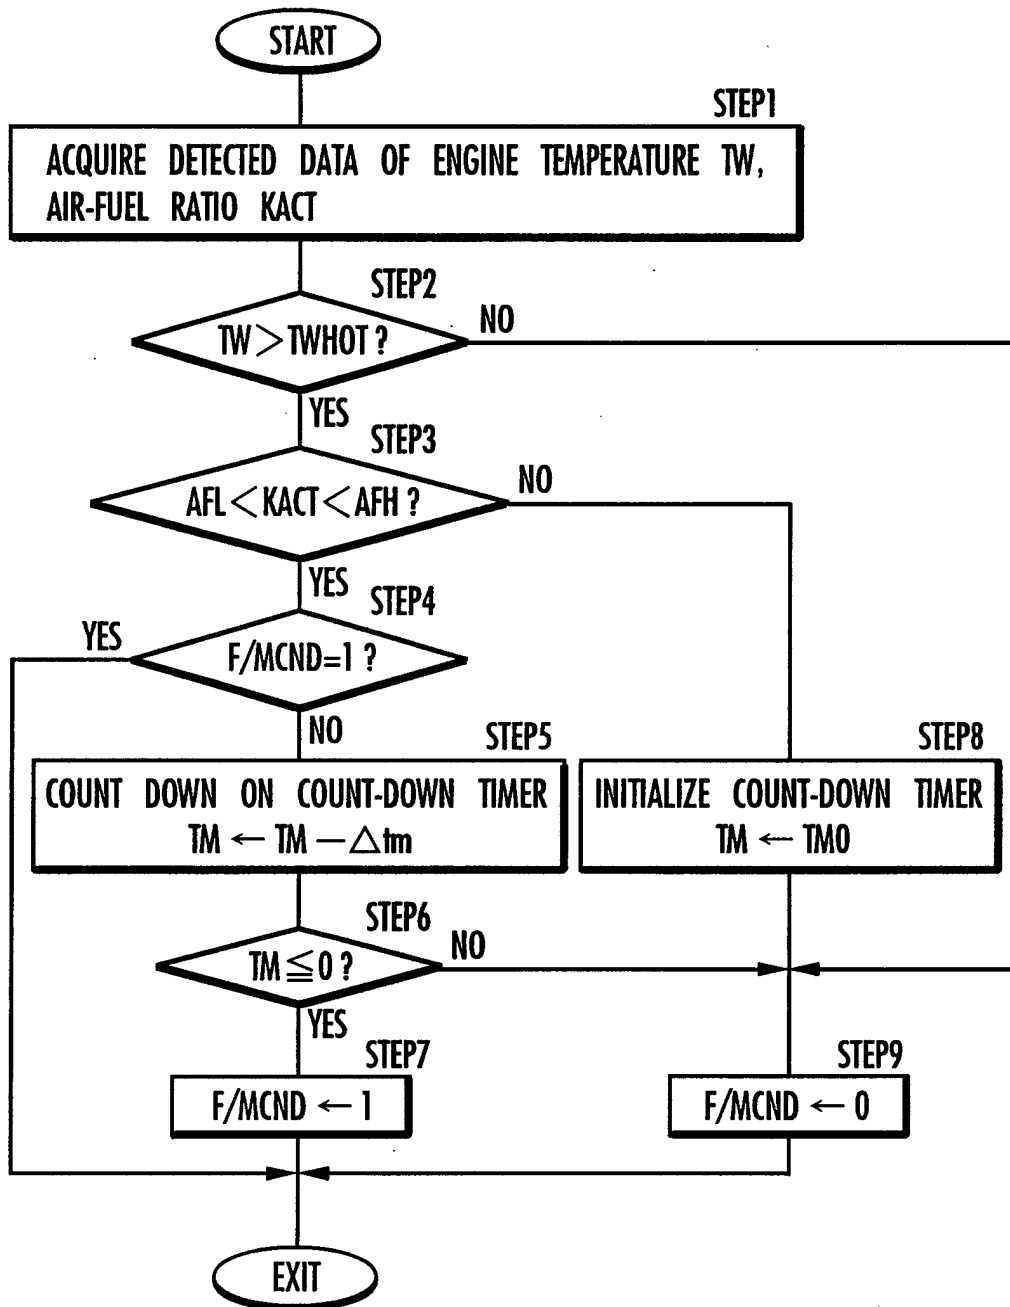 START
STEP1
ACQUIRE DETECTED DATA OF ENGINE TEMPERATURE TW,
AIR-FUEL RATIO KACT
STEP2
TW＞TWHOT ?
NO
YES
STEP3
AFL＜KACT＜AFH ?
NO
YES
STEP4
YES
F/MCND=1 ?
NO
STEP5
COUNT DOWN ON COUNT-DOWN TIMER
TM ← TM − △tm
STEP8
INITIALIZE COUNT-DOWN TIMER
TM ← TM0
STEP6
TM≦0 ?
NO
YES
STEP7
F/MCND ← 1
STEP9
F/MCND ← 0
EXIT